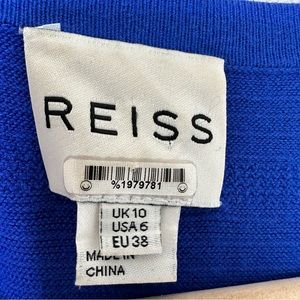 REISS
%1979781
UK 10
USA 6
EU 38
MADE IN
CHINA